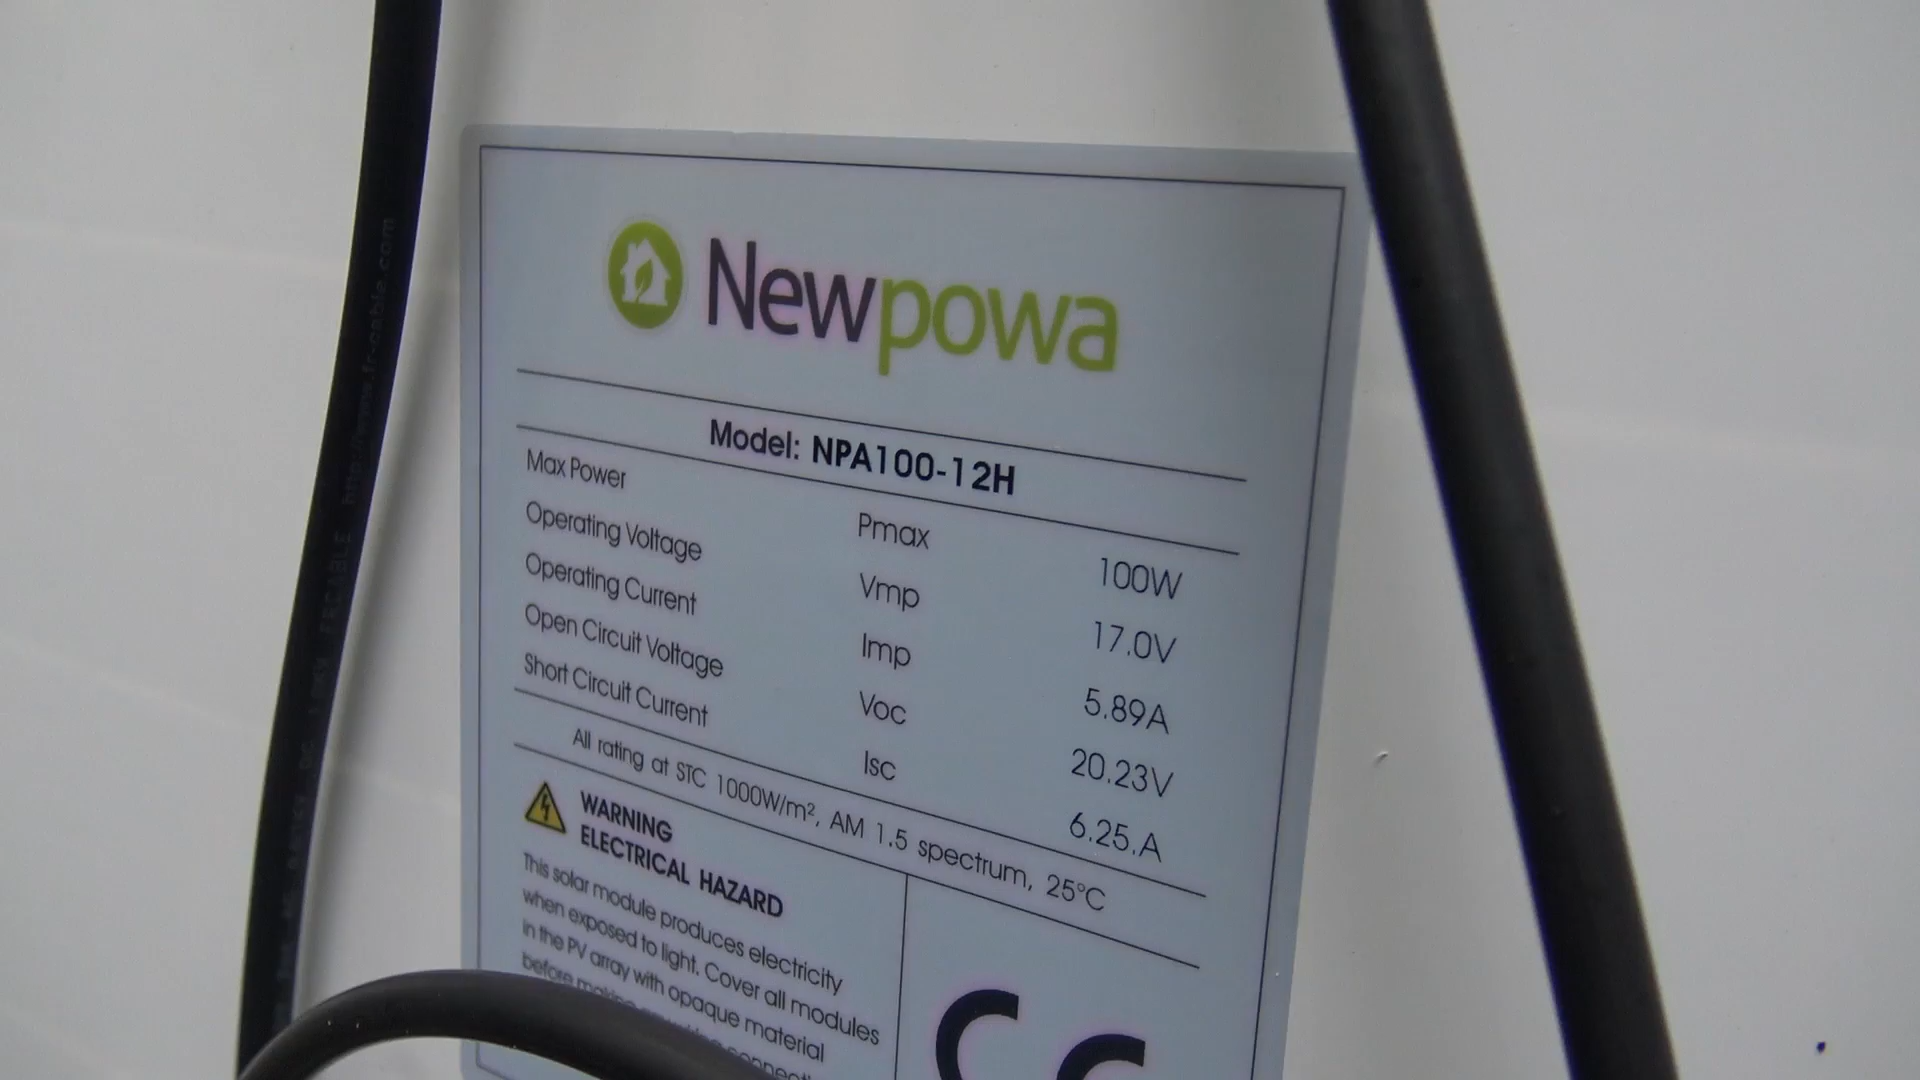 Newpowa
Model: NPA100-12H
Max Power Pmax 100W
Operating Voltage Vmp 17.0V
Operating Current Imp 5.89A
Open Circuit Voltage Voc 20.23V
Short Circuit Current Isc 6.25.A
All rating at STC 1000W/m², AM 1.5 spectrum, 25°C
WARNING
ELECTRICAL HAZARD
This solar module produces electricity
when exposed to light. Cover all modules
in the PV array with opaque material
before
CE